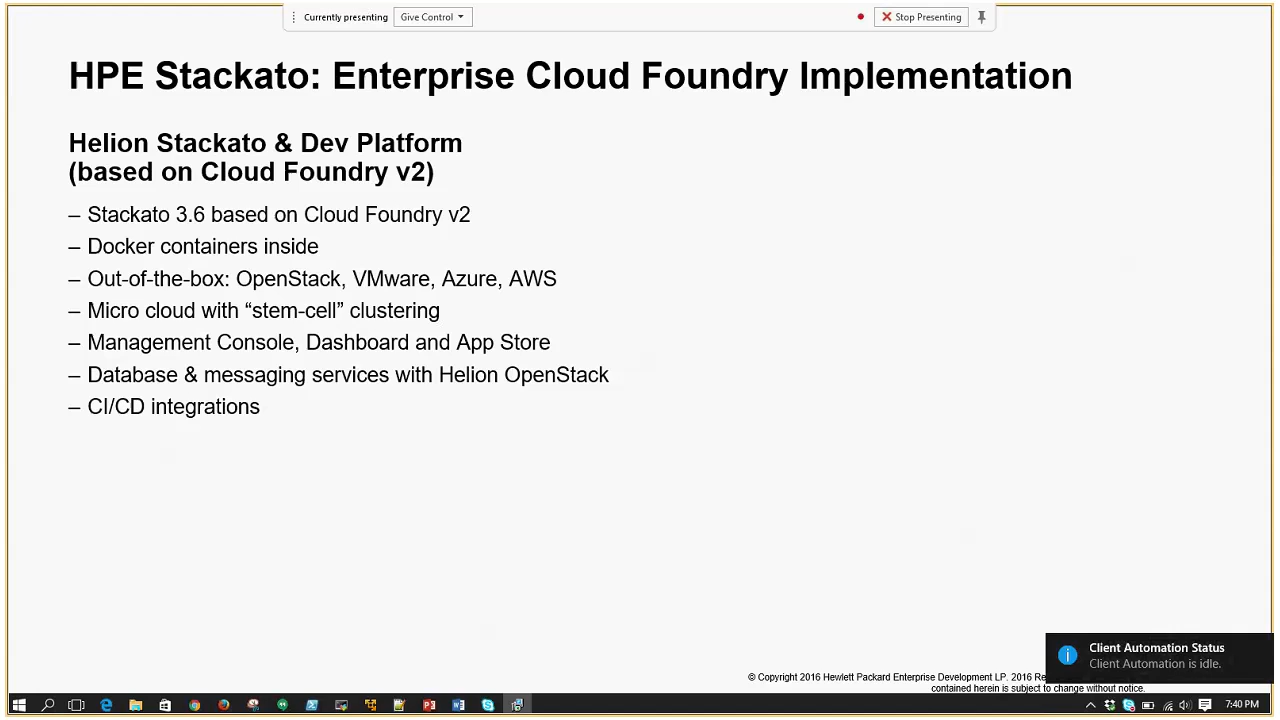 Currently presenting Give Control Stop Presenting
HPE Stackato: Enterprise Cloud Foundry Implementation
Helion Stackato & Dev Platform
(based on Cloud Foundry v2)
– Stackato 3.6 based on Cloud Foundry v2
– Docker containers inside
– Out-of-the-box: OpenStack, VMware, Azure, AWS
– Micro cloud with “stem-cell” clustering
– Management Console, Dashboard and App Store
– Database & messaging services with Helion OpenStack
– CI/CD integrations
Client Automation Status
Client Automation is idle.
© Copyright 2016 Hewlett Packard Enterprise Development LP. 2016
contained herein is subject to change without notice.
7:40 PM